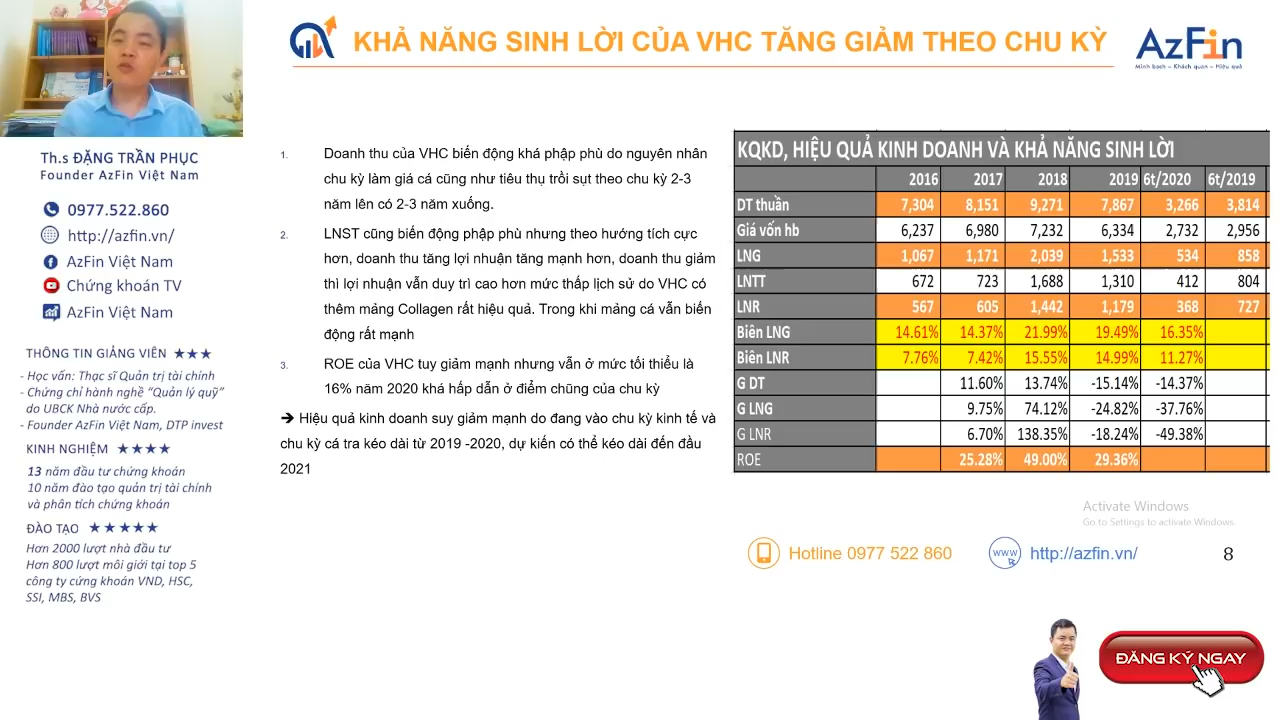 KHẢ NĂNG SINH LỜI CỦA VHC TĂNG GIẢM THEO CHU KỲ
AzFin
Minh bạch – Khách quan – Hiệu quả
Th.s ĐẶNG TRẦN PHỤC
Founder AzFin Việt Nam
0977.522.860
http://azfin.vn/
AzFin Việt Nam
Chứng khoán TV
AzFin Việt Nam
THÔNG TIN GIẢNG VIÊN ★★★
- Học vấn: Thạc sĩ Quản trị tài chính
- Chứng chỉ hành nghề “Quản lý quỹ”
do UBCK Nhà nước cấp.
- Founder AzFin Việt Nam, DTP invest
KINH NGHIỆM ★★★★
13 năm đầu tư chứng khoán
10 năm đào tạo quản trị tài chính
và phân tích chứng khoán
ĐÀO TẠO ★★★★★
Hơn 2000 lượt nhà đầu tư
Hơn 800 lượt môi giới tại top 5
công ty cứng khoán VND, HSC,
SSI, MBS, BVS
1. Doanh thu của VHC biến động khá phập phù do nguyên nhân
chu kỳ làm giá cá cũng như tiêu thụ trồi sụt theo chu kỳ 2-3
năm lên có 2-3 năm xuống.
2. LNST cũng biến động phập phù nhưng theo hướng tích cực
hơn, doanh thu tăng lợi nhuận tăng mạnh hơn, doanh thu giảm
thì lợi nhuận vẫn duy trì cao hơn mức thấp lịch sử do VHC có
thêm mảng Collagen rất hiệu quả. Trong khi mảng cá vẫn biến
động rất mạnh
3. ROE của VHC tuy giảm mạnh nhưng vẫn ở mức tối thiểu là
16% năm 2020 khá hấp dẫn ở điểm chũng của chu kỳ
➔ Hiệu quả kinh doanh suy giảm mạnh do đang vào chu kỳ kinh tế và
chu kỳ cá tra kéo dài từ 2019 -2020, dự kiến có thể kéo dài đến đầu
2021
KQKD, HIỆU QUẢ KINH DOANH VÀ KHẢ NĂNG SINH LỜI
2016 2017 2018 2019 6t/2020 6t/2019
DT thuần 7,304 8,151 9,271 7,867 3,266 3,814
Giá vốn hb 6,237 6,980 7,232 6,334 2,732 2,956
LNG 1,067 1,171 2,039 1,533 534 858
LNTT 672 723 1,688 1,310 412 804
LNR 567 605 1,442 1,179 368 727
Biên LNG 14.61% 14.37% 21.99% 19.49% 16.35%
Biên LNR 7.76% 7.42% 15.55% 14.99% 11.27%
G DT 11.60% 13.74% -15.14% -14.37%
G LNG 9.75% 74.12% -24.82% -37.76%
G LNR 6.70% 138.35% -18.24% -49.38%
ROE 25.28% 49.00% 29.36%
Activate Windows
Go to Settings to activate Windows.
Hotline 0977 522 860
www
http://azfin.vn/
8
ĐĂNG KÝ NGAY